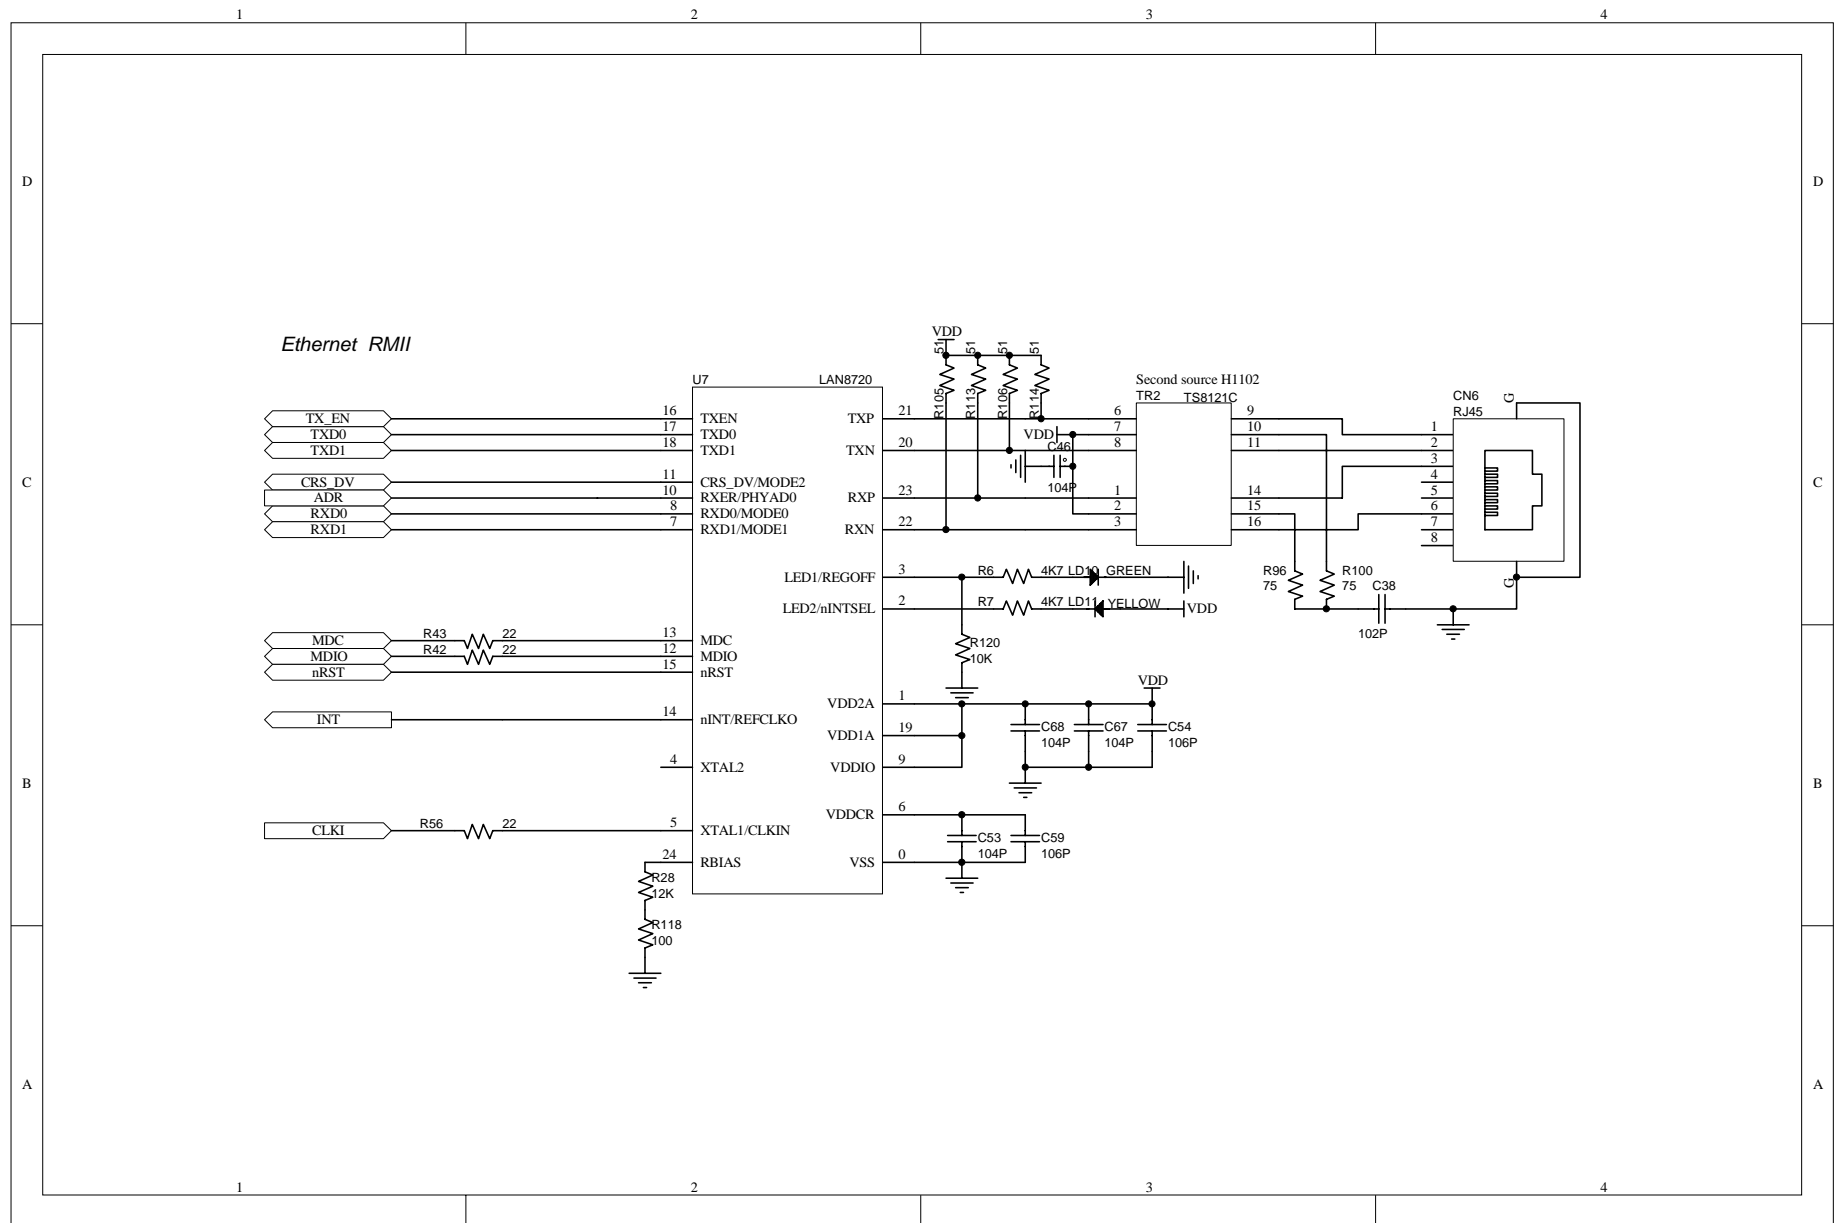 1 2 3 4
D D
Ethernet RMII
VDD
51 51 51 51
R105 R113 R106 R114
U7 LAN8720
Second source H1102
TR2 TS8121C
CN6
RJ45
G
TX_EN 16 TXEN TXP 21 6 9 1
TXD0 17 TXD0 VDD 7 10 2
TXD1 18 TXD1 TXN 20 8 11 3
C46
104P
4
CRS_DV 11 CRS_DV/MODE2
C C
ADR 10 RXER/PHYAD0 RXP 23 1 14 5
RXD0 8 RXD0/MODE0 2 15 6
RXD1 7 RXD1/MODE1 RXN 22 3 16 7
8
LED1/REGOFF 3 R6 4K7 LD10 GREEN
R96 75 R100 75 C38 102P
G
LED2/nINTSEL 2 R7 4K7 LD11 YELLOW VDD
MDC R43 22 13 MDC
MDIO R42 22 12 MDIO
nRST 15 nRST
R120
10K
VDD
VDD2A 1
INT 14 nINT/REFCLKO
VDD1A 19
C68 C67 C54
104P 104P 106P
4 XTAL2 VDDIO 9
B B
VDDCR 6
CLKI R56 22 5 XTAL1/CLKIN
C53 C59
104P 106P
24 RBIAS VSS 0
R28
12K
R118
100
A A
1 2 3 4